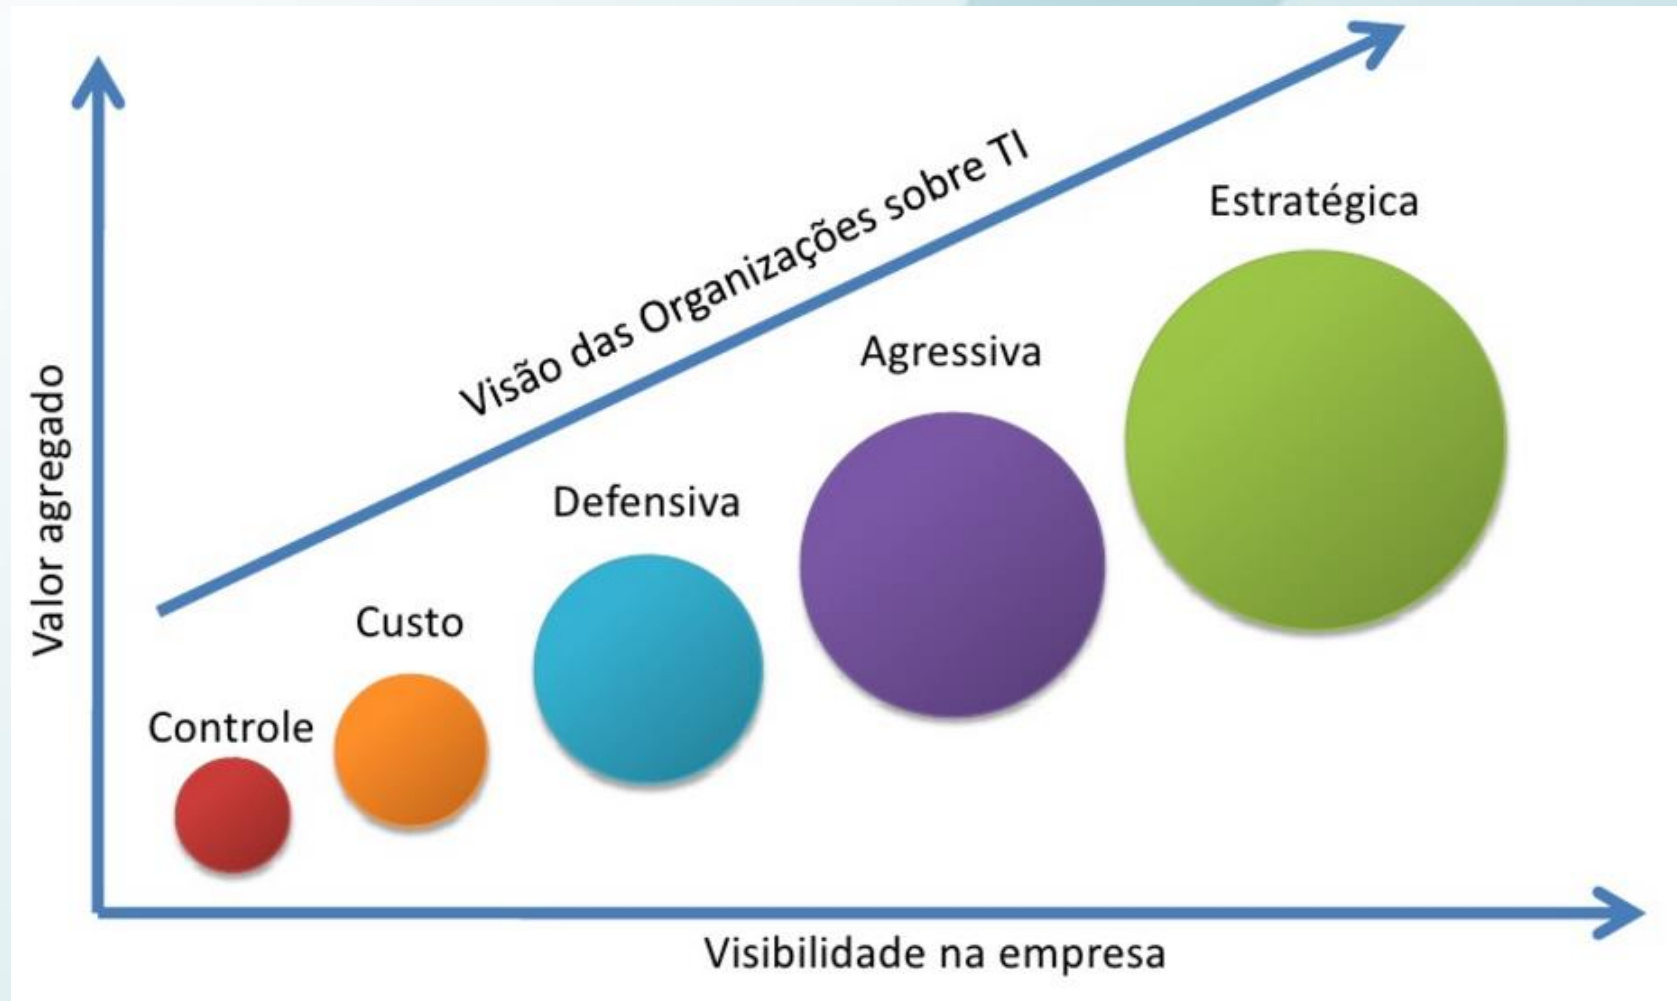 Visão das Organizações sobre TI
Estratégica
Agressiva
Defensiva
Custo
Controle
Valor agregado
Visibilidade na empresa